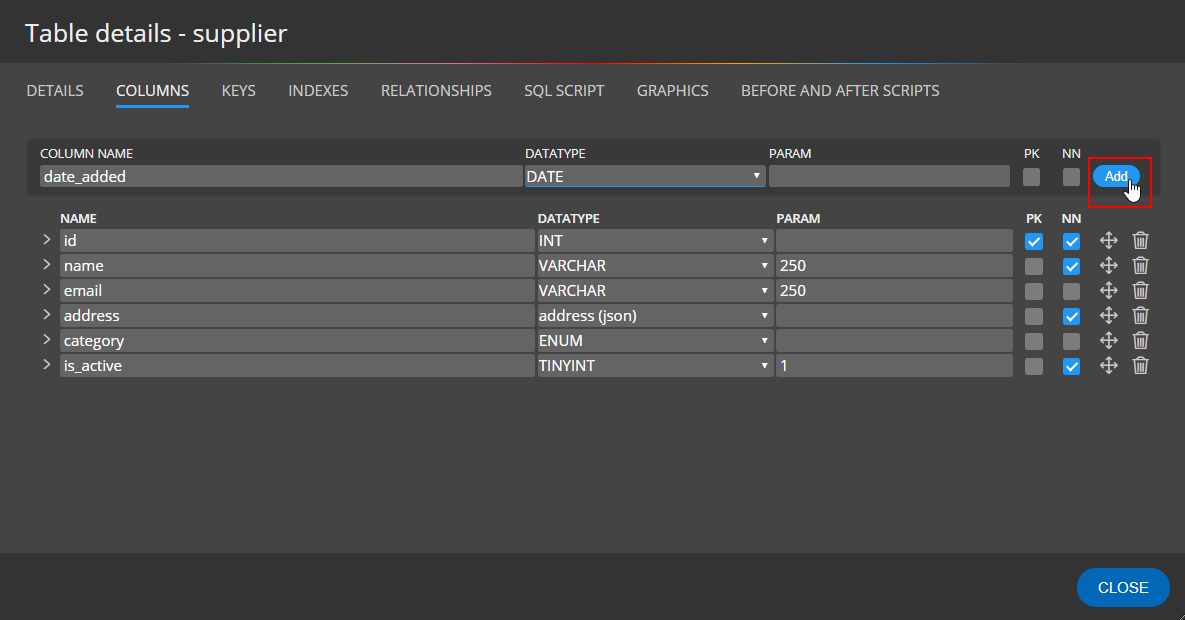 Table details - supplier
DETAILS COLUMNS KEYS INDEXES RELATIONSHIPS SQL SCRIPT GRAPHICS BEFORE AND AFTER SCRIPTS
COLUMN NAME DATATYPE PARAM PK NN
date_added DATE Add
NAME DATATYPE PARAM PK NN
id INT
name VARCHAR 250
email VARCHAR 250
address address (json)
category ENUM
is_active TINYINT 1
CLOSE